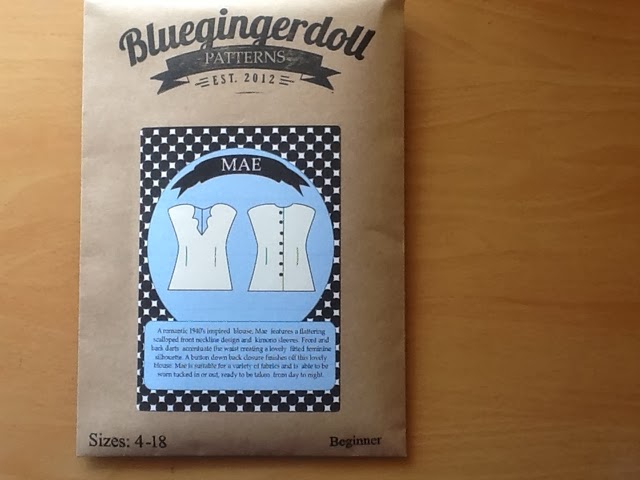 Bluegingerdoll
PATTERNS
EST. 2012
MAE
A romantic 1940's inspired blouse, Mae features a flattering
scalloped front neckline design and kimono sleeves. Front and
back darts accentuate the waist creating a lovely fitted feminine
silhouette. A button down back closure finishes off this lovely
blouse. Mae is suitable for a variety of fabrics and is able to be
worn tucked in or out, ready to be taken from day to night.
Sizes: 4-18
Beginner